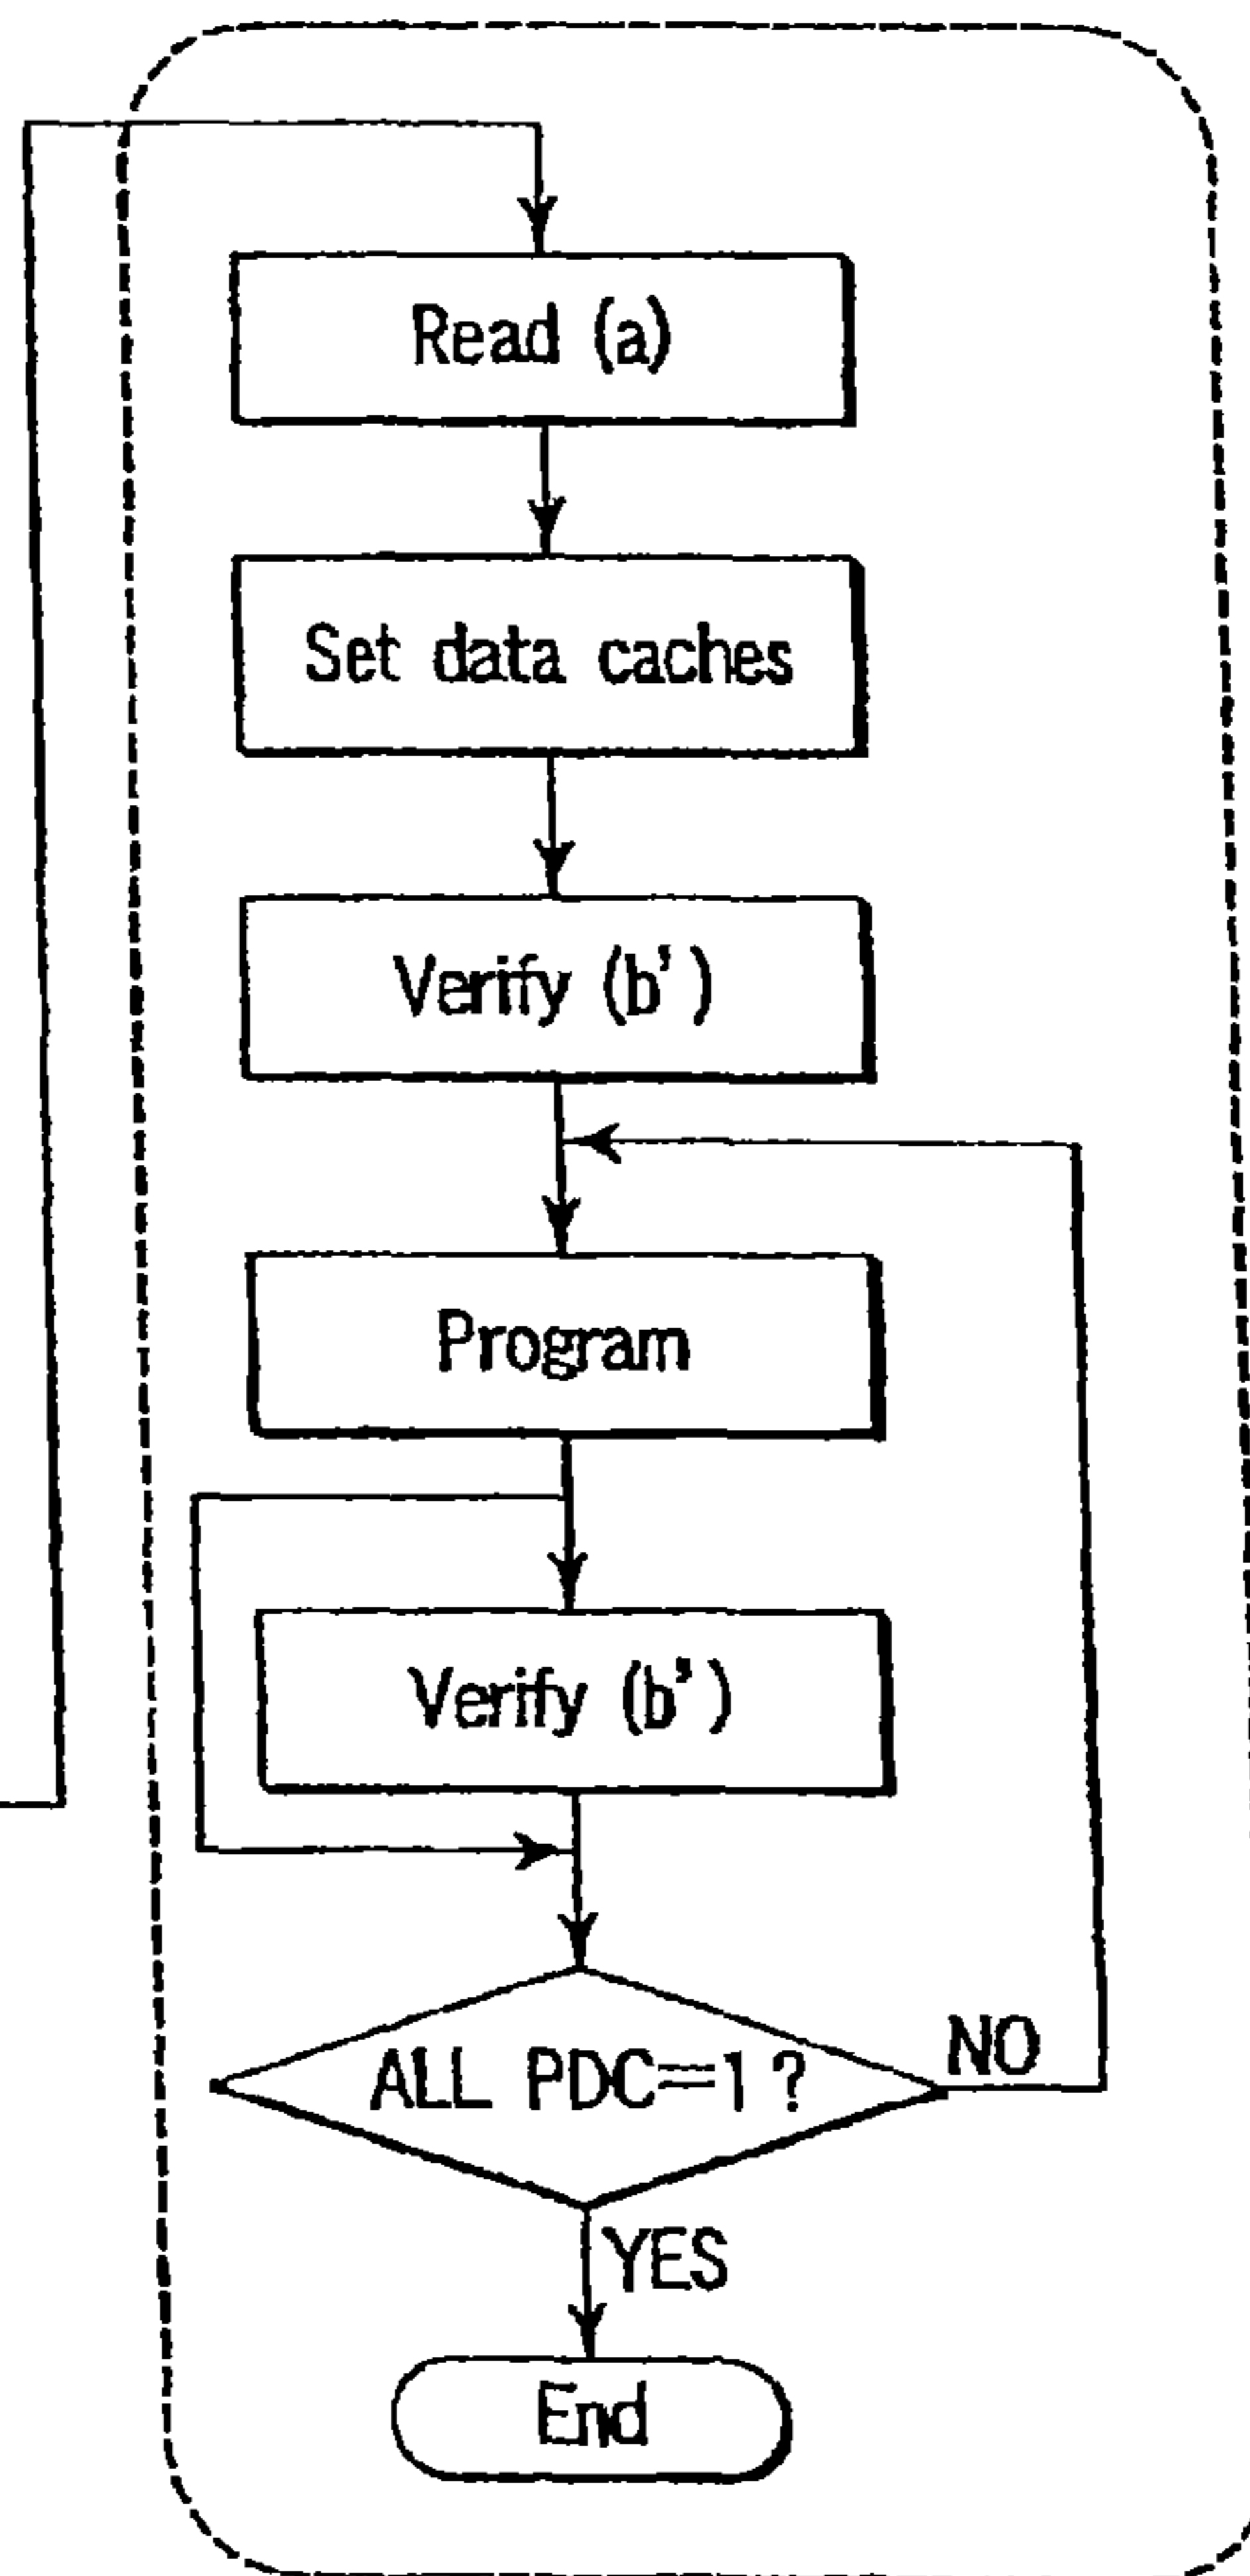 Read (a)
Set data caches
Verify (b')
Program
Verify (b')
ALL PDC=1 ?
NO
YES
End